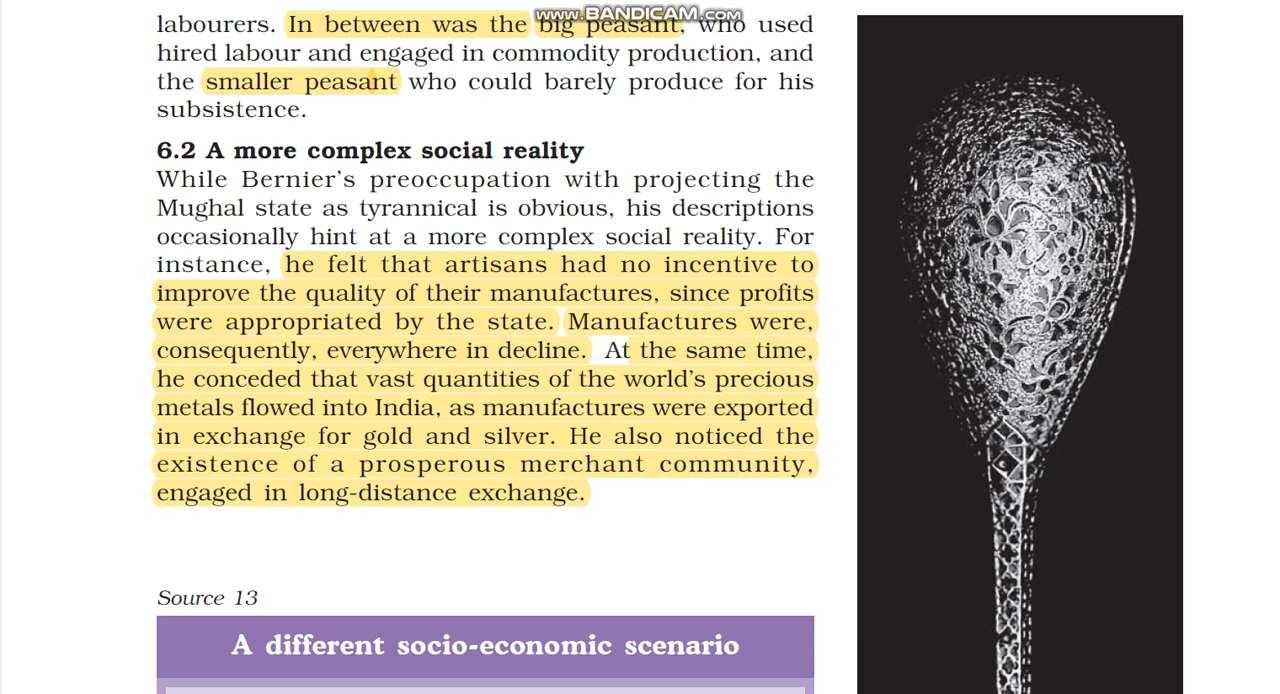 www.BANDICAM.com
labourers. In between was the big peasant, who used
hired labour and engaged in commodity production, and
the smaller peasant who could barely produce for his
subsistence.
6.2 A more complex social reality
While Bernier’s preoccupation with projecting the
Mughal state as tyrannical is obvious, his descriptions
occasionally hint at a more complex social reality. For
instance, he felt that artisans had no incentive to
improve the quality of their manufactures, since profits
were appropriated by the state. Manufactures were,
consequently, everywhere in decline. At the same time,
he conceded that vast quantities of the world’s precious
metals flowed into India, as manufactures were exported
in exchange for gold and silver. He also noticed the
existence of a prosperous merchant community,
engaged in long-distance exchange.
Source 13
A different socio-economic scenario